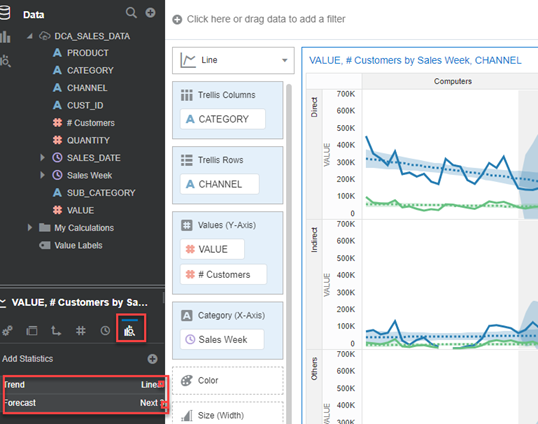 Data
DCA_SALES_DATA
A PRODUCT
A CATEGORY
A CHANNEL
A CUST_ID
# Customers
QUANTITY
SALES_DATE
Sales Week
A SUB_CATEGORY
VALUE
My Calculations
Value Labels
VALUE, # Customers by Sa...
Add Statistics
Trend
Forecast Next
Click here or drag data to add a filter
Line
Trellis Columns
A CATEGORY
Trellis Rows
A CHANNEL
Values (Y-Axis)
VALUE
# Customers
A Category (X-Axis)
Sales Week
Color
Size (Width)
VALUE, # Customers by Sales Week, CHANNEL
Computers
Direct
VALUE
700K
600K
500K
400K
300K
200K
100K
0
Indirect
VALUE
700K
600K
500K
400K
300K
200K
100K
0
Others
700K
600K
500K
400K